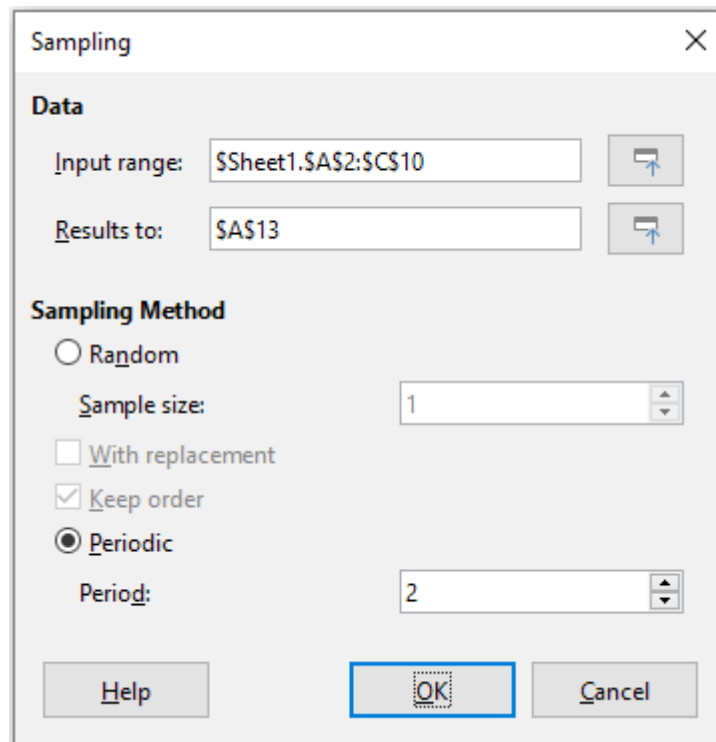 Sampling
Data
Input range: $Sheet1.$A$2:$C$10
Results to: $A$13
Sampling Method
Random
Sample size: 1
With replacement
Keep order
Periodic
Period: 2
Help OK Cancel